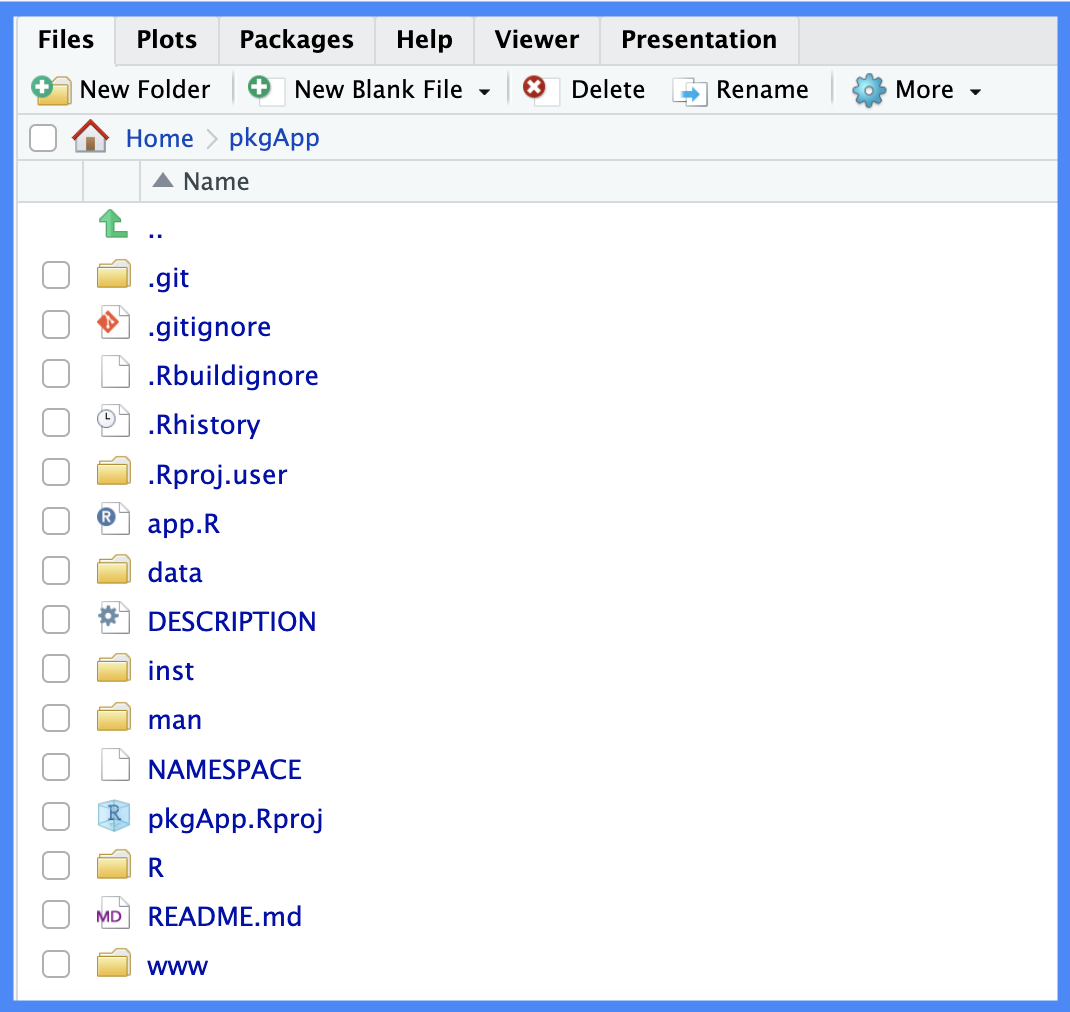 Files Plots Packages Help Viewer Presentation
New Folder New Blank File Delete Rename More
Home pkgApp
Name
..
.git
.gitignore
.Rbuildignore
.Rhistory
.Rproj.user
R app.R
data
DESCRIPTION
inst
man
NAMESPACE
R pkgApp.Rproj
R
MD README.md
www